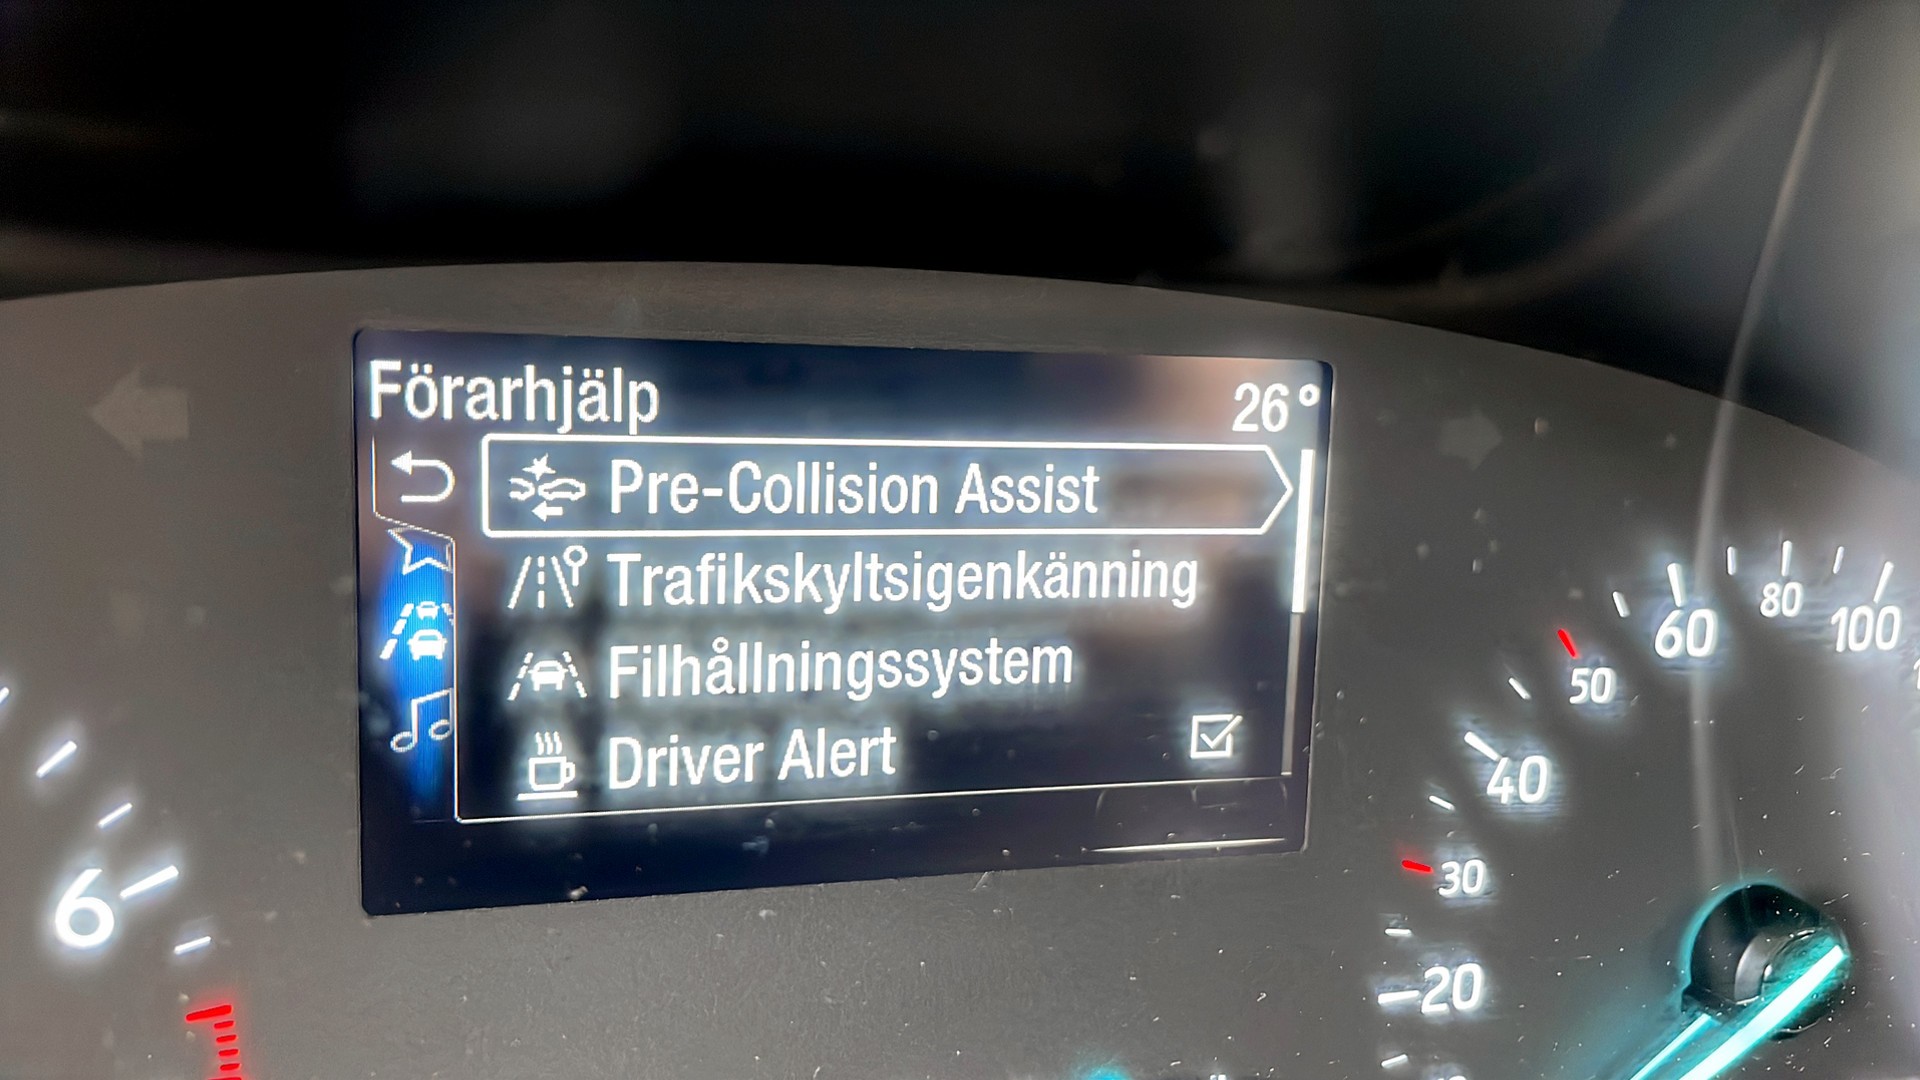 Förarhjälp
26°
Pre-Collision Assist
Trafikskyltsigenkänning
Filhållningssystem
Driver Alert
6
20
30
40
50
60
80
100